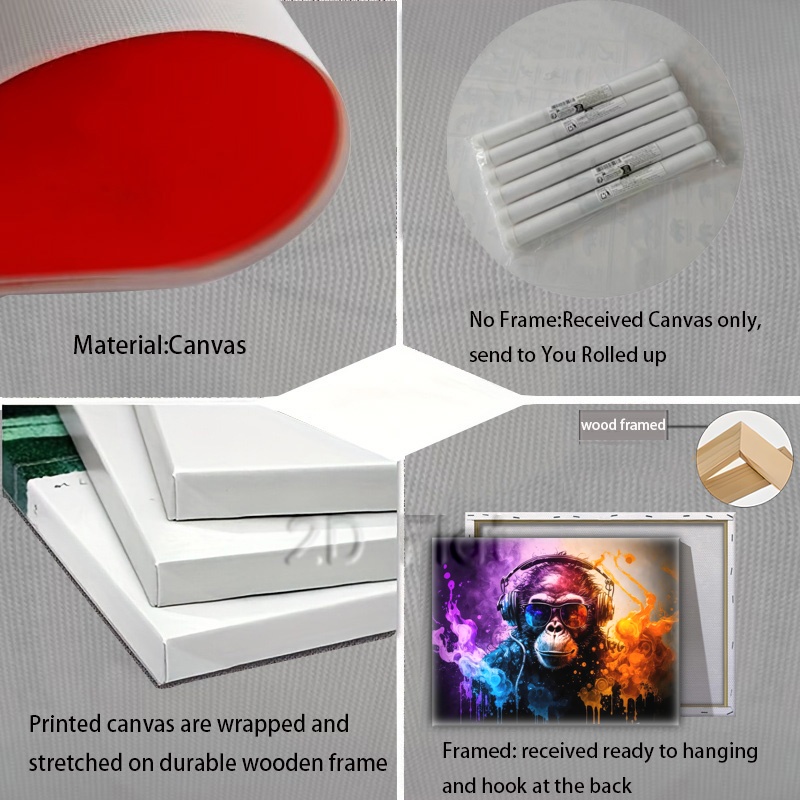 Material:Canvas
No Frame:Received Canvas only,
send to You Rolled up
wood framed
Printed canvas are wrapped and
stretched on durable wooden frame
Framed: received ready to hanging
and hook at the back